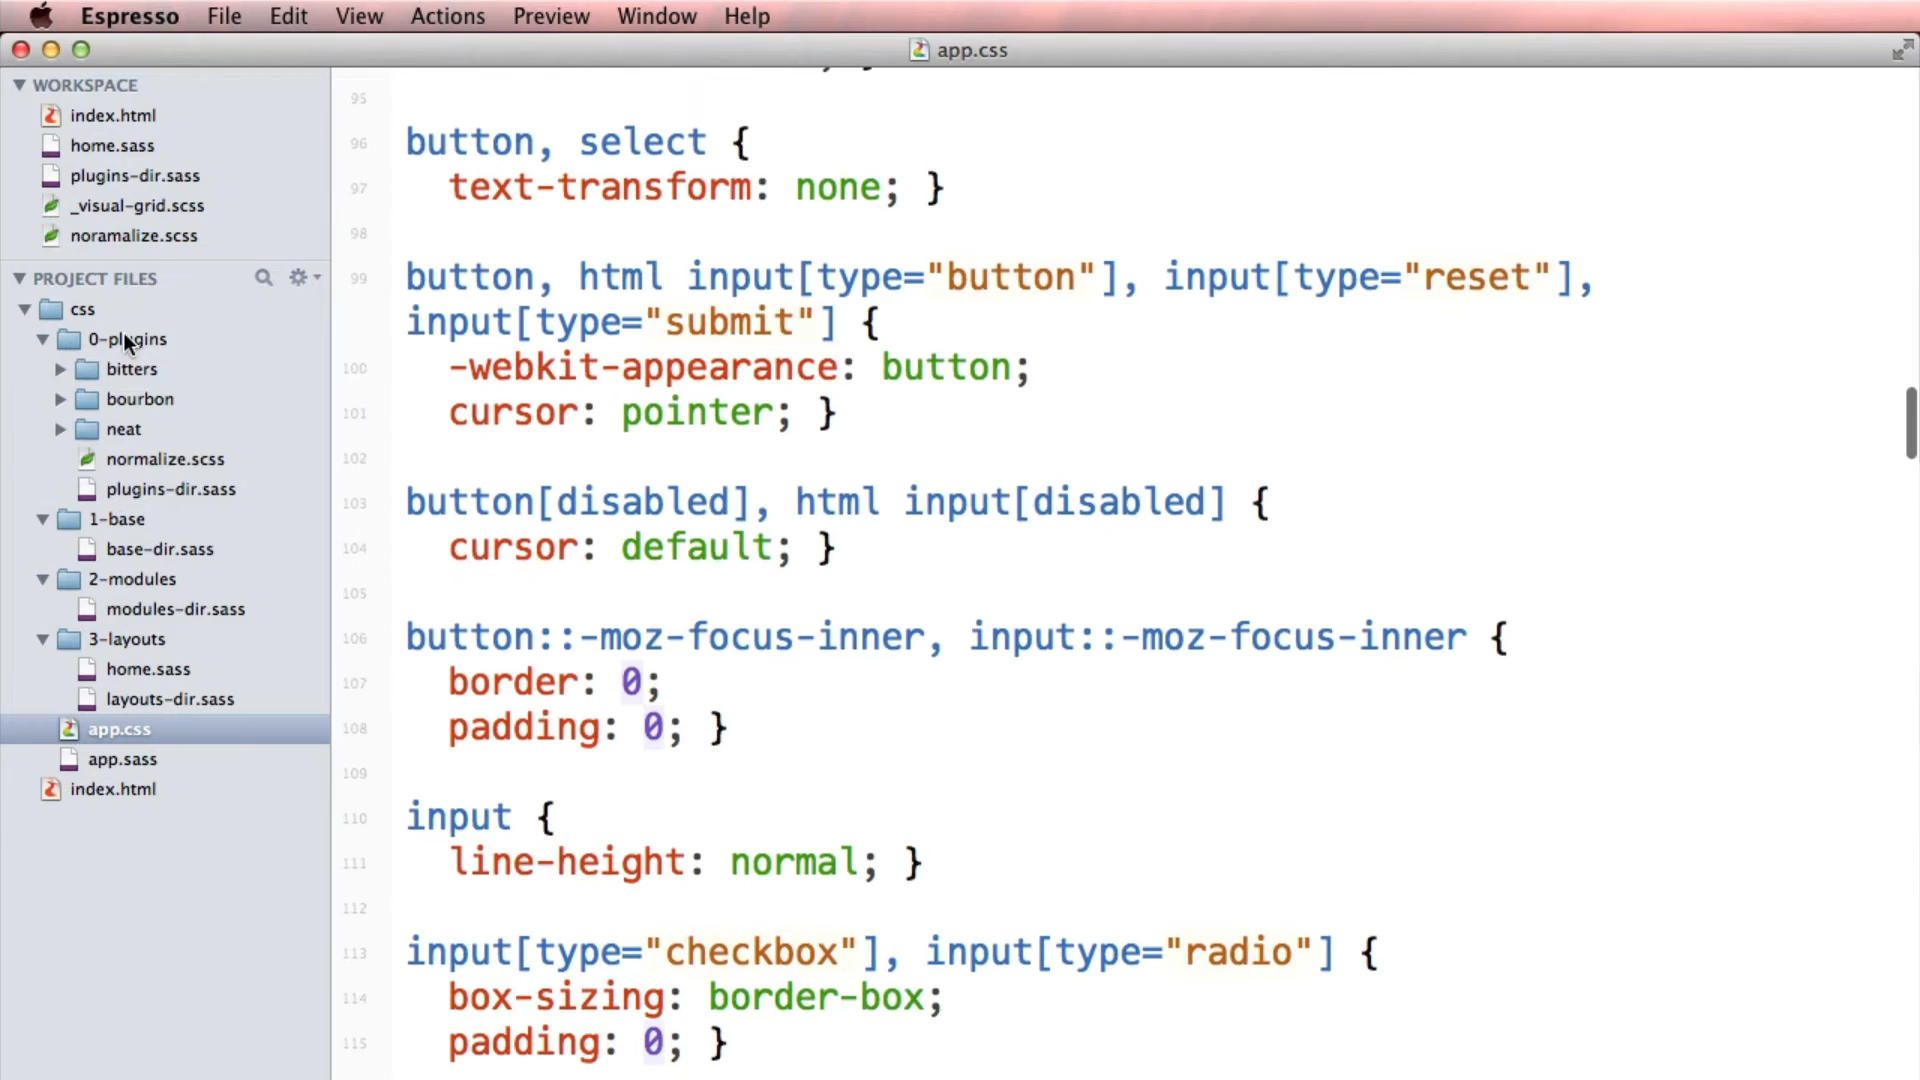 Espresso File Edit View Actions Preview Window Help
app.css
WORKSPACE
index.html
home.sass
plugins-dir.sass
_visual-grid.scss
noramalize.scss
PROJECT FILES
css
0-plugins
bitters
bourbon
neat
normalize.scss
plugins-dir.sass
1-base
base-dir.sass
2-modules
modules-dir.sass
3-layouts
home.sass
layouts-dir.sass
app.css
app.sass
index.html
95
96 button, select {
97 text-transform: none; }
98
99 button, html input[type="button"], input[type="reset"],
input[type="submit"] {
100 -webkit-appearance: button;
101 cursor: pointer; }
102
103 button[disabled], html input[disabled] {
104 cursor: default; }
105
106 button::-moz-focus-inner, input::-moz-focus-inner {
107 border: 0;
108 padding: 0; }
109
110 input {
111 line-height: normal; }
112
113 input[type="checkbox"], input[type="radio"] {
114 box-sizing: border-box;
115 padding: 0; }